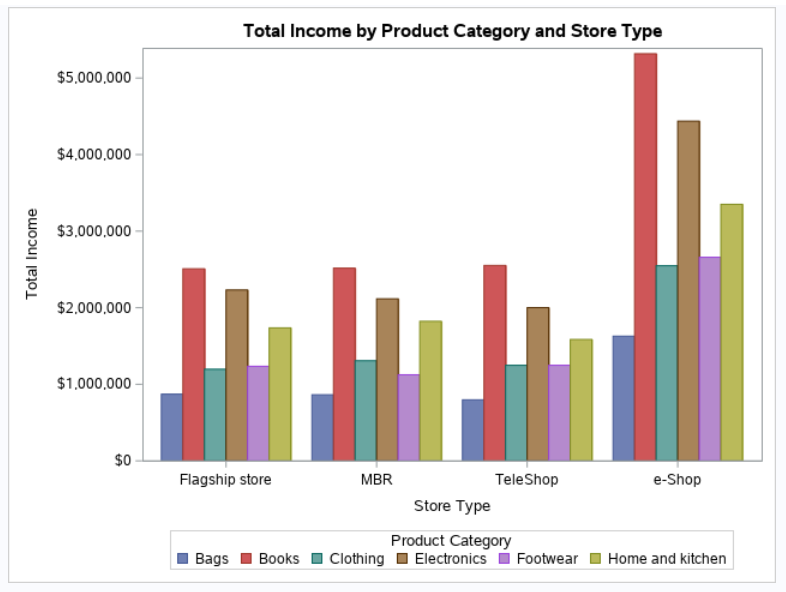 Total Income by Product Category and Store Type
$5,000,000
$4,000,000
$3,000,000
$2,000,000
$1,000,000
$0
Total Income
Flagship store MBR TeleShop e-Shop
Store Type
Product Category
Bags Books Clothing Electronics Footwear Home and kitchen